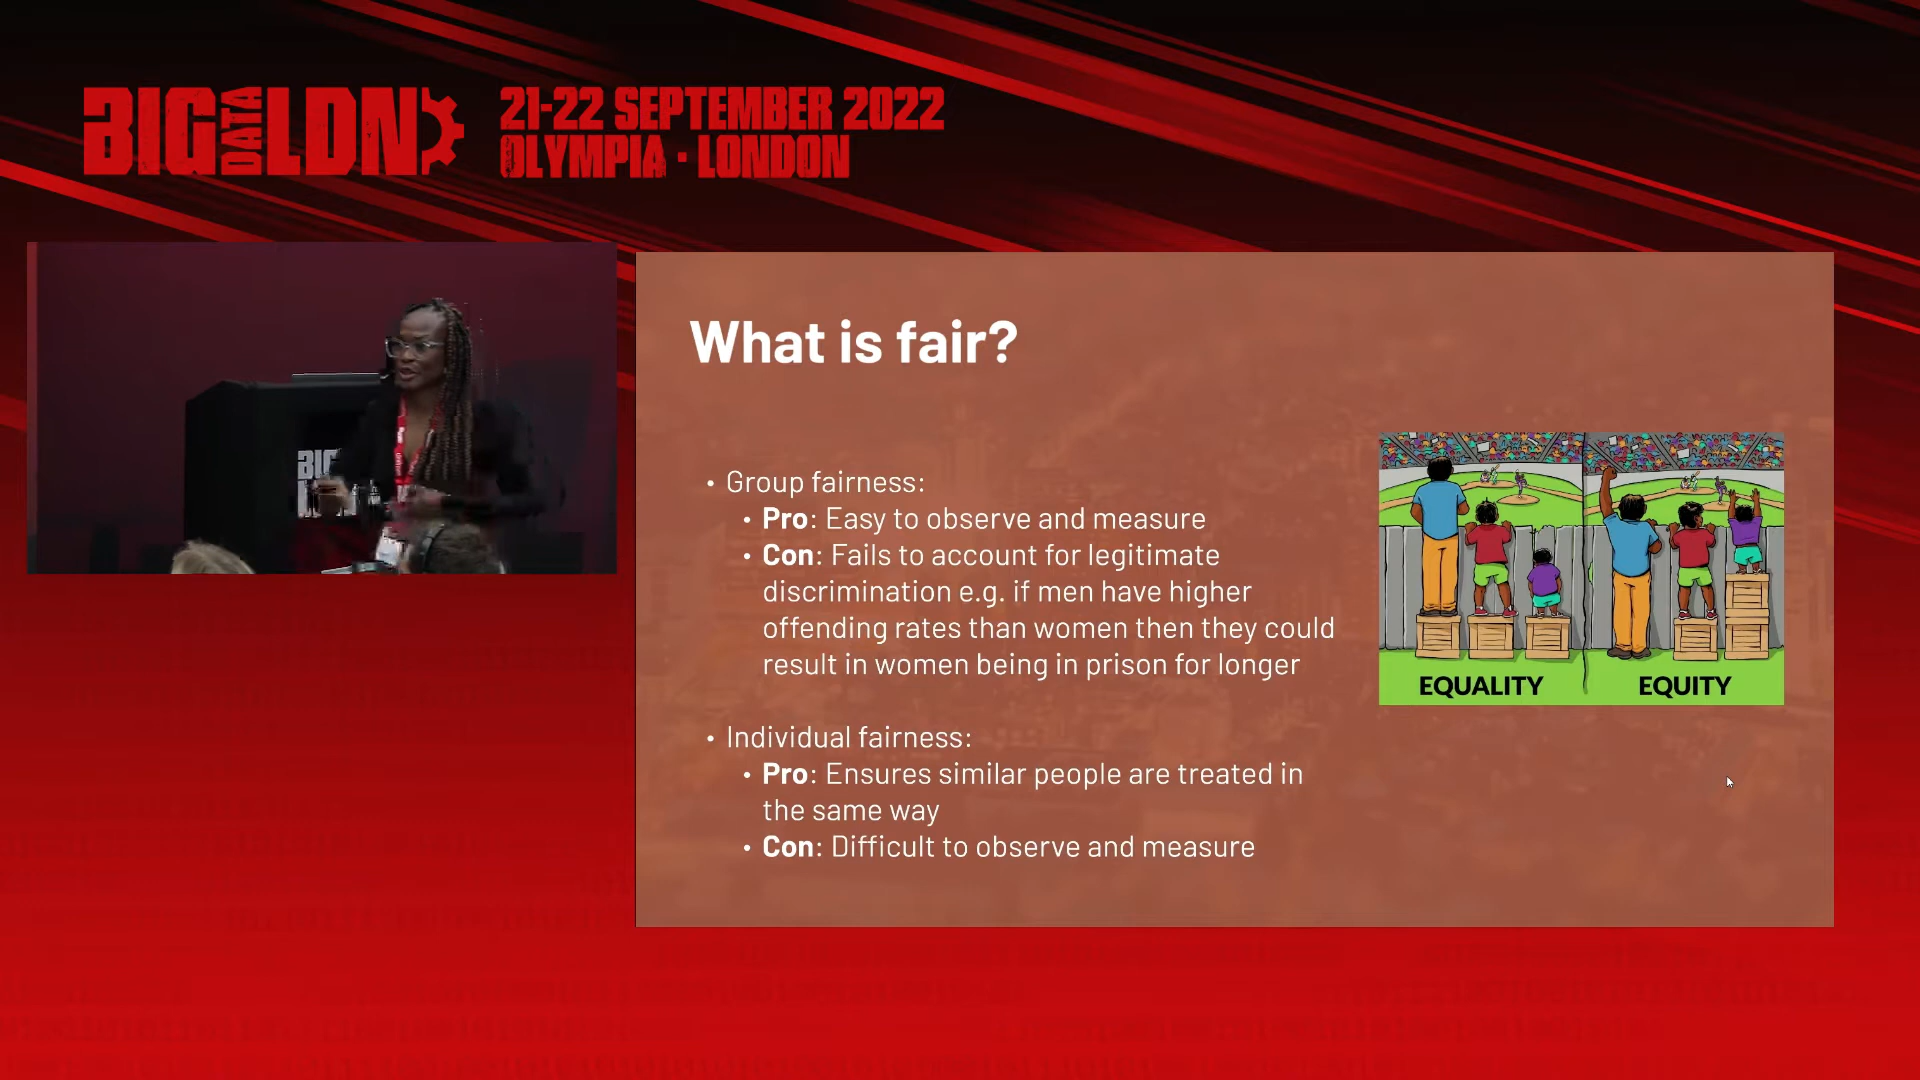 BIG DATA LDN
21-22 SEPTEMBER 2022
OLYMPIA · LONDON
BIG
What is fair?
• Group fairness:
• Pro: Easy to observe and measure
• Con: Fails to account for legitimate
discrimination e.g. if men have higher
offending rates than women then they could
result in women being in prison for longer
• Individual fairness:
• Pro: Ensures similar people are treated in
the same way
• Con: Difficult to observe and measure
EQUALITY
EQUITY